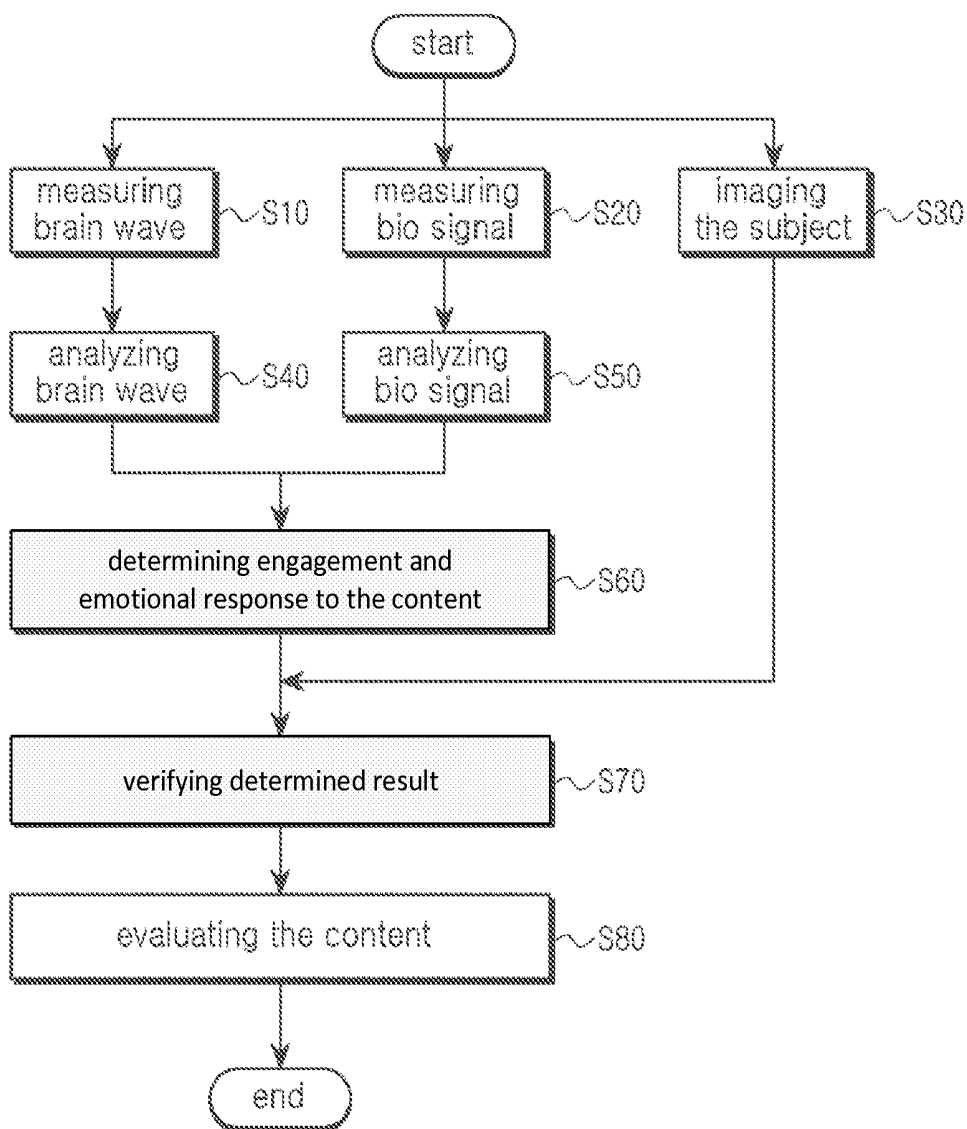 start
measuring
brain wave
S10
measuring
bio signal
S20
imaging
the subject
S30
analyzing
brain wave
S40
analyzing
bio signal
S50
determining engagement and
emotional response to the content
S60
verifying determined result
S70
evaluating the content
S80
end